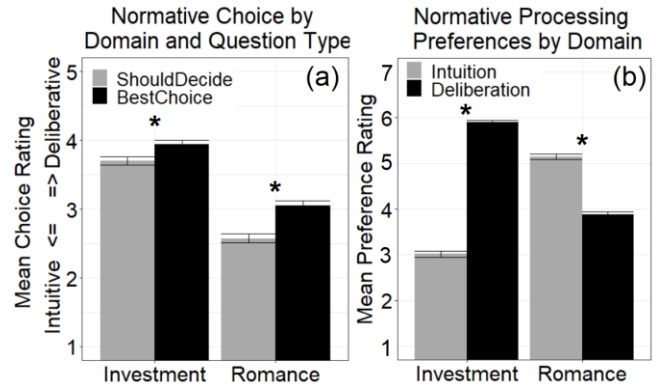 Normative Choice by
Domain and Question Type
(a)
ShouldDecide
BestChoice
Mean Choice Rating
Intuitive <= => Deliberative
5
4
3
2
1
*
*
Investment Romance
Normative Processing
Preferences by Domain
(b)
Intuition
Deliberation
Mean Preference Rating
7
6
5
4
3
2
1
*
*
Investment Romance